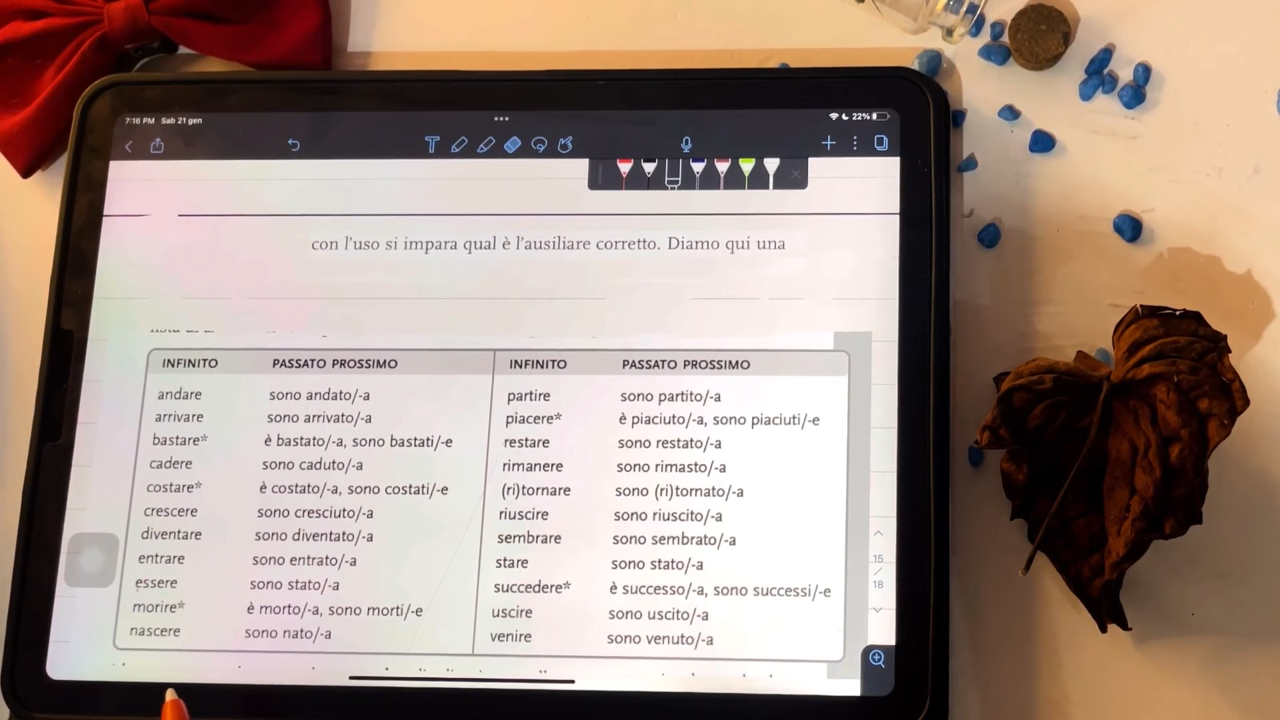 7:16 PM Sab 21 gen
22%
con l'uso si impara qual è l'ausiliare corretto. Diamo qui una
INFINITO PASSATO PROSSIMO INFINITO PASSATO PROSSIMO
andare sono andato/-a partire sono partito/-a
arrivare sono arrivato/-a piacere* è piaciuto/-a, sono piaciuti/-e
bastare* è bastato/-a, sono bastati/-e restare sono restato/-a
cadere sono caduto/-a rimanere sono rimasto/-a
costare* è costato/-a, sono costati/-e (ri)tornare sono (ri)tornato/-a
crescere sono cresciuto/-a riuscire sono riuscito/-a
diventare sono diventato/-a sembrare sono sembrato/-a
entrare sono entrato/-a stare sono stato/-a
essere sono stato/-a succedere* è successo/-a, sono successi/-e
morire* è morto/-a, sono morti/-e uscire sono uscito/-a
nascere sono nato/-a venire sono venuto/-a
15
/
18